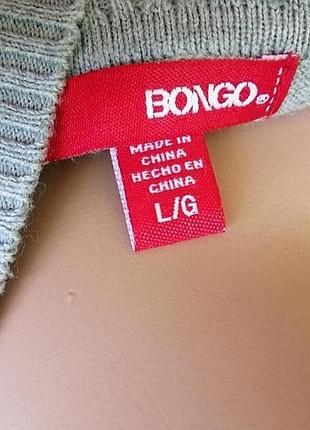 BONGO®
MADE IN
CHINA
HECHO EN
CHINA
L/G